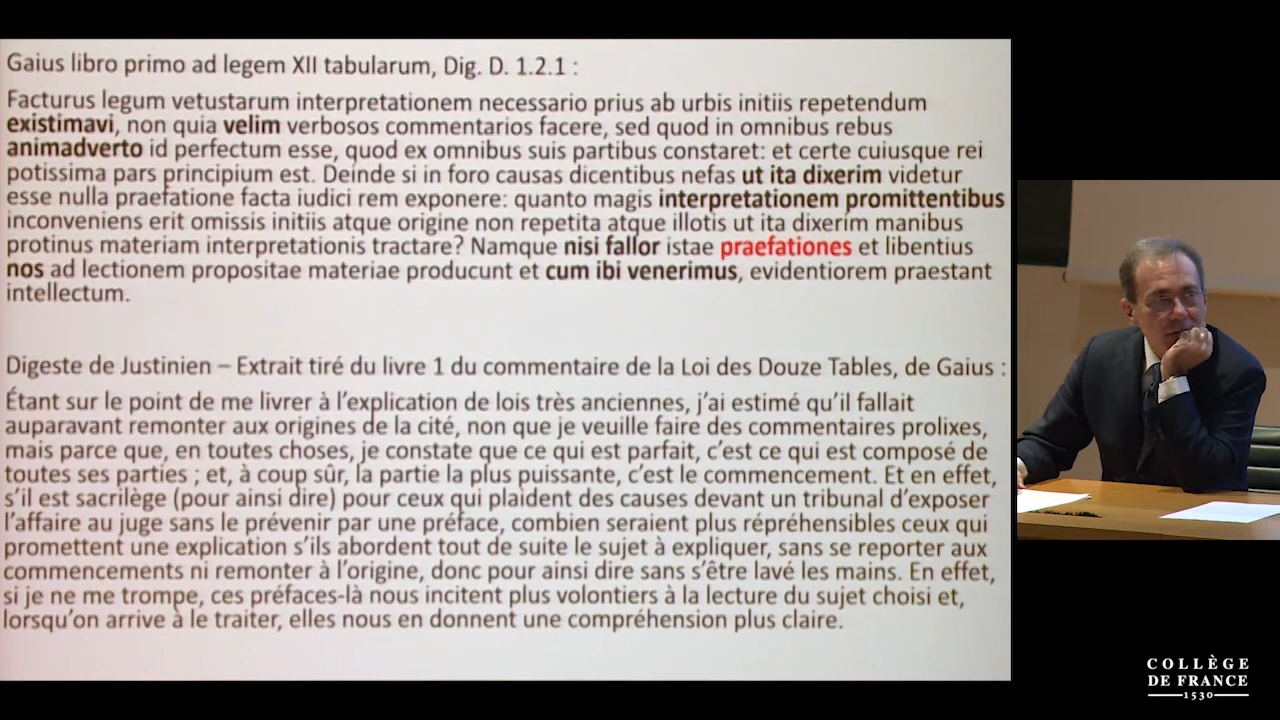 Gaius libro primo ad legem XII tabularum, Dig. D. 1.2.1 :
Facturus legum vetustarum interpretationem necessario prius ab urbis initiis repetendum
existimavi, non quia velim verbosos commentarios facere, sed quod in omnibus rebus
animadverto id perfectum esse, quod ex omnibus suis partibus constaret: et certe cuiusque rei
potissima pars principium est. Deinde si in foro causas dicentibus nefas ut ita dixerim videtur
esse nulla praefatione facta iudici rem exponere: quanto magis interpretationem promittentibus
inconveniens erit omissis initiis atque origine non repetita atque illotis ut ita dixerim manibus
protinus materiam interpretationis tractare? Namque nisi fallor istae praefationes et libentius
nos ad lectionem propositae materiae producunt et cum ibi venerimus, evidentiorem praestant
intellectum.
Digeste de Justinien – Extrait tiré du livre 1 du commentaire de la Loi des Douze Tables, de Gaius :
Étant sur le point de me livrer à l’explication de lois très anciennes, j’ai estimé qu’il fallait
auparavant remonter aux origines de la cité, non que je veuille faire des commentaires prolixes,
mais parce que, en toutes choses, je constate que ce qui est parfait, c’est ce qui est composé de
toutes ses parties ; et, à coup sûr, la partie la plus puissante, c’est le commencement. Et en effet,
s’il est sacrilège (pour ainsi dire) pour ceux qui plaident des causes devant un tribunal d’exposer
l’affaire au juge sans le prévenir par une préface, combien seraient plus répréhensibles ceux qui
promettent une explication s’ils abordent tout de suite le sujet à expliquer, sans se reporter aux
commencements ni remonter à l’origine, donc pour ainsi dire sans s’être lavé les mains. En effet,
si je ne me trompe, ces préfaces-là nous incitent plus volontiers à la lecture du sujet choisi et,
lorsqu’on arrive à le traiter, elles nous en donnent une compréhension plus claire.
COLLÈGE
DE FRANCE
1530